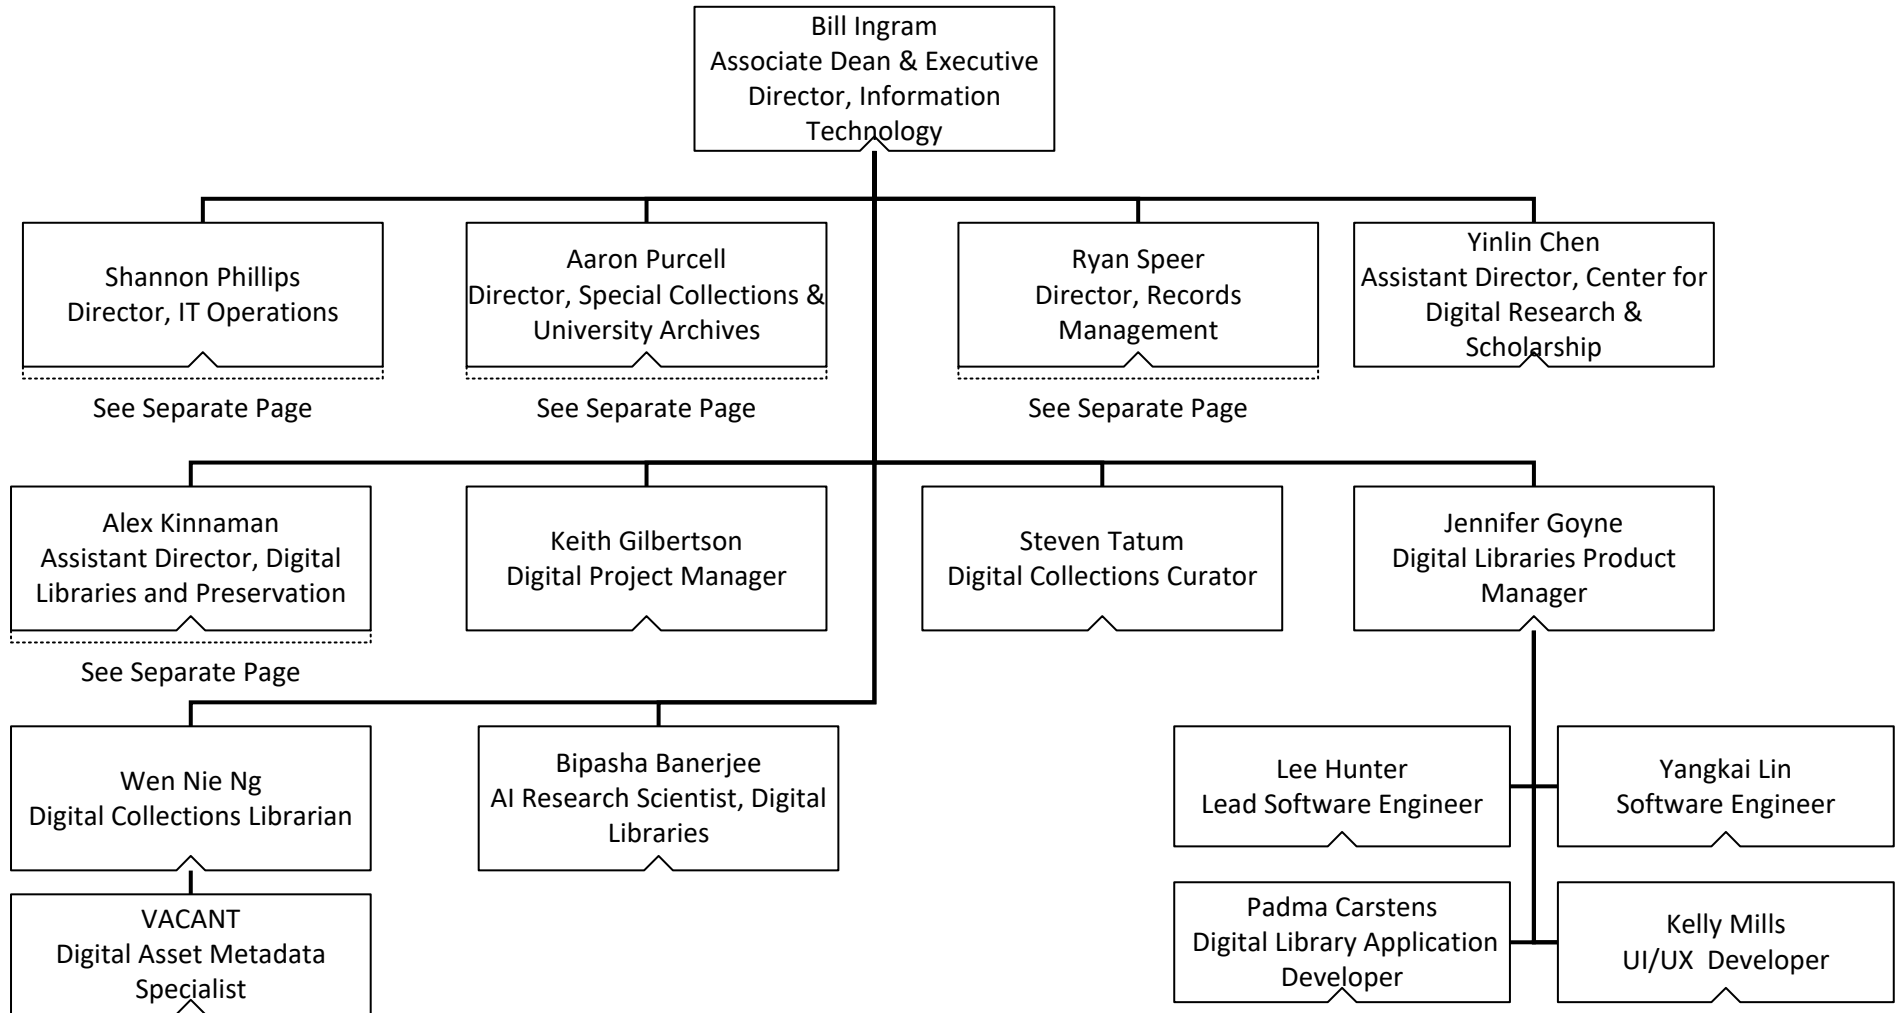 Bill Ingram
Associate Dean & Executive
Director, Information
Technology
Shannon Phillips
Director, IT Operations
See Separate Page
Aaron Purcell
Director, Special Collections &
University Archives
See Separate Page
Ryan Speer
Director, Records
Management
See Separate Page
Yinlin Chen
Assistant Director, Center for
Digital Research &
Scholarship
Alex Kinnaman
Assistant Director, Digital
Libraries and Preservation
See Separate Page
Keith Gilbertson
Digital Project Manager
Steven Tatum
Digital Collections Curator
Jennifer Goyne
Digital Libraries Product
Manager
Wen Nie Ng
Digital Collections Librarian
Bipasha Banerjee
AI Research Scientist, Digital
Libraries
Lee Hunter
Lead Software Engineer
Yangkai Lin
Software Engineer
VACANT
Digital Asset Metadata
Specialist
Padma Carstens
Digital Library Application
Developer
Kelly Mills
UI/UX  Developer